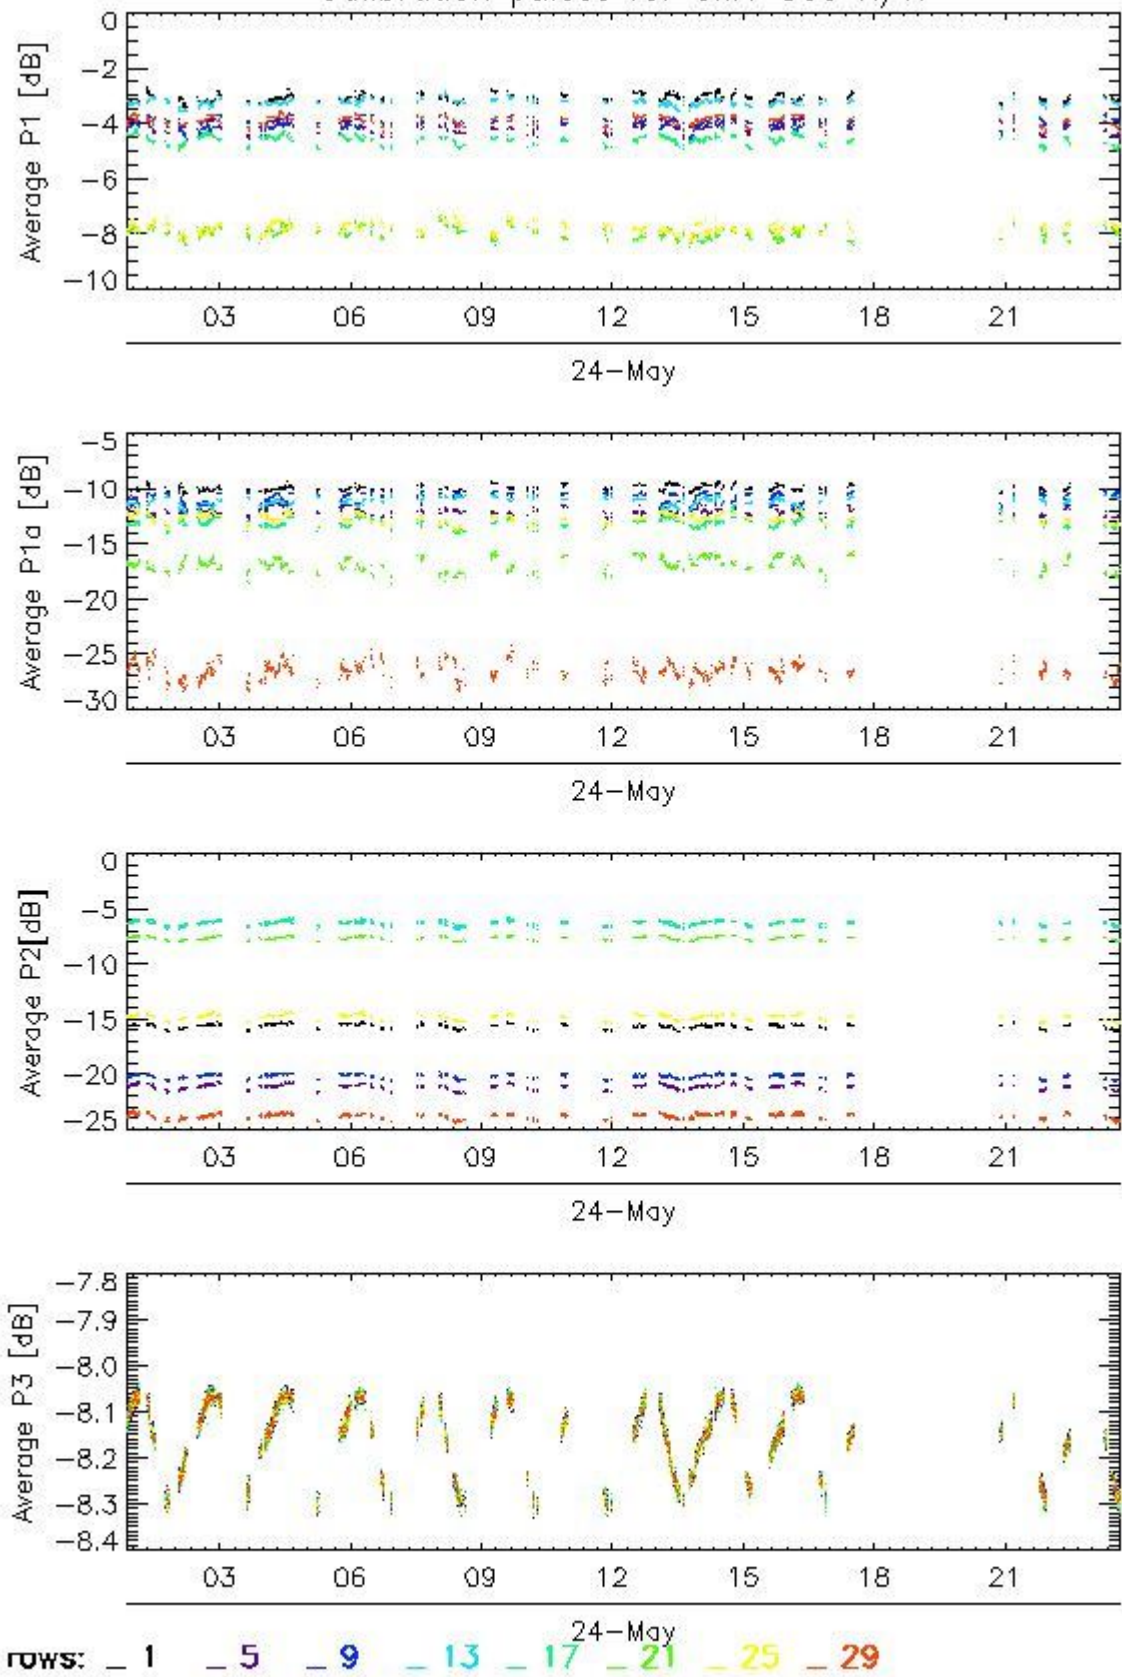 0
−2
−4
−6
−8
−10
Average P1 [dB]
03 06 09 12 15 18 21
24−May
−5
−10
−15
−20
−25
−30
Average P1a [dB]
03 06 09 12 15 18 21
24−May
0
−5
−10
−15
−20
−25
Average P2[dB]
03 06 09 12 15 18 21
24−May
−7.8
−7.9
−8.0
−8.1
−8.2
−8.3
−8.4
Average P3 [dB]
03 06 09 12 15 18 21
24−May
rows: _ 1 _ 5 _ 9 _ 13 _ 17 _ 21 _ 25 _ 29